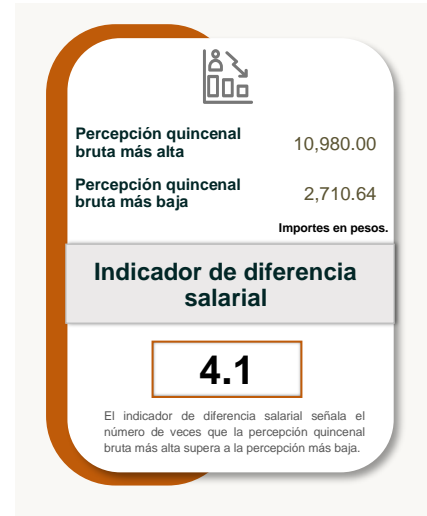 Percepción quincenal
bruta más alta
10,980.00
Percepción quincenal
bruta más baja
2,710.64
Importes en pesos.
Indicador de diferencia
salarial
4.1
El indicador de diferencia salarial señala el
número de veces que la percepción quincenal
bruta más alta supera a la percepción más baja.